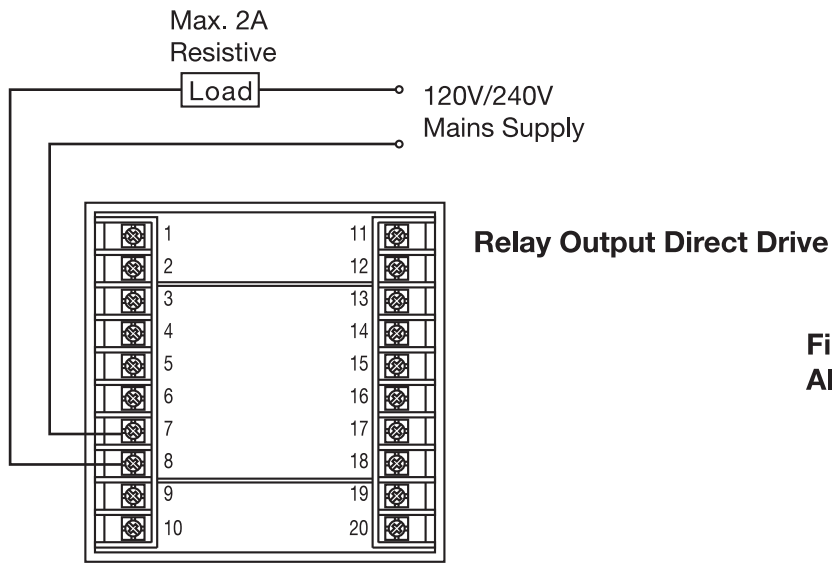 Max. 2A
Resistive
Load
120V/240V
Mains Supply
Relay Output Direct Drive
1 11
2 12
3 13
4 14
5 15
6 16
7 17
8 18
9 19
10 20